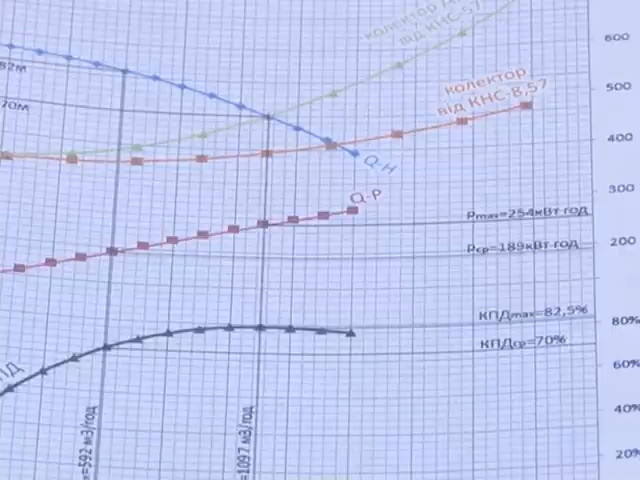 від КНС-57
600
82м
колектор
від КНС-8,57
500
70м
400
Q-H
300
Q-P
Pmax=254кВт·год
200
Pср=189кВт·год
КПДmax=82,5%
80%
КПДср=70%
60%
40%
=592 м3/год
=1097 м3/год
20%